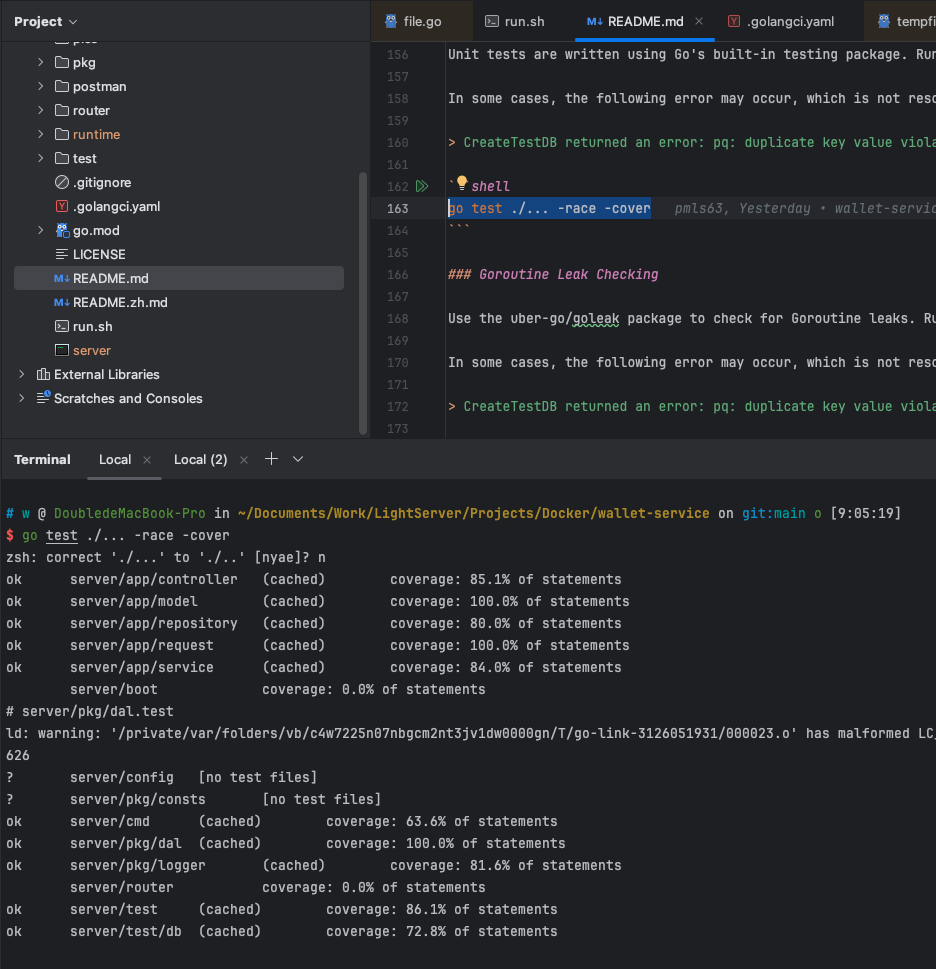 Project
file.go
run.sh
README.md
.golangci.yaml
tempfi
pkg
postman
router
runtime
test
.gitignore
.golangci.yaml
go.mod
LICENSE
README.md
README.zh.md
run.sh
server
External Libraries
Scratches and Consoles
156 Unit tests are written using Go's built-in testing package. Run
157
158 In some cases, the following error may occur, which is not reso
159
160 > CreateTestDB returned an error: pq: duplicate key value viola
161
162 `shell
163 go test ./... -race -cover pmls63, Yesterday • wallet-servic
164 ```
165
166 ### Goroutine Leak Checking
167
168 Use the uber-go/goleak package to check for Goroutine leaks. Ru
169
170 In some cases, the following error may occur, which is not reso
171
172 > CreateTestDB returned an error: pq: duplicate key value viola
173
Terminal Local Local (2)
# w @ DoubledeMacBook-Pro in ~/Documents/Work/LightServer/Projects/Docker/wallet-service on git:main o [9:05:19]
$ go test ./... -race -cover
zsh: correct './...' to './..' [nyae]? n
ok server/app/controller (cached) coverage: 85.1% of statements
ok server/app/model (cached) coverage: 100.0% of statements
ok server/app/repository (cached) coverage: 80.0% of statements
ok server/app/request (cached) coverage: 100.0% of statements
ok server/app/service (cached) coverage: 84.0% of statements
server/boot coverage: 0.0% of statements
# server/pkg/dal.test
ld: warning: '/private/var/folders/vb/c4w7225n07nbgcm2nt3jv1dw0000gn/T/go-link-3126051931/000023.o' has malformed LC_
626
? server/config [no test files]
? server/pkg/consts [no test files]
ok server/cmd (cached) coverage: 63.6% of statements
ok server/pkg/dal (cached) coverage: 100.0% of statements
ok server/pkg/logger (cached) coverage: 81.6% of statements
server/router coverage: 0.0% of statements
ok server/test (cached) coverage: 86.1% of statements
ok server/test/db (cached) coverage: 72.8% of statements